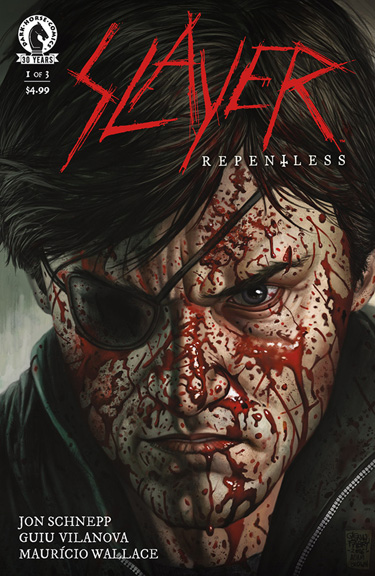 DARK·HORSE·COMICS
30 YEARS
1 OF 3
$4.99
SLAYER
REPENTLESS
JON SCHNEPP
GUIU VILANOVA
MAURÍCIO WALLACE